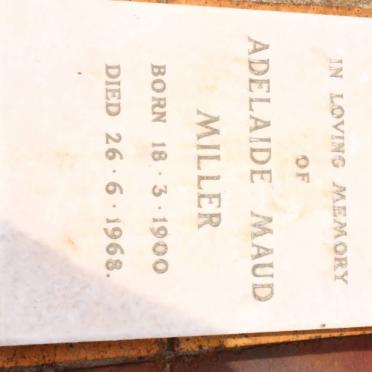 IN LOVING MEMORY
OF
ADELAIDE MAUD
MILLER
BORN 18 · 3 · 1900
DIED 26 · 6 · 1968.